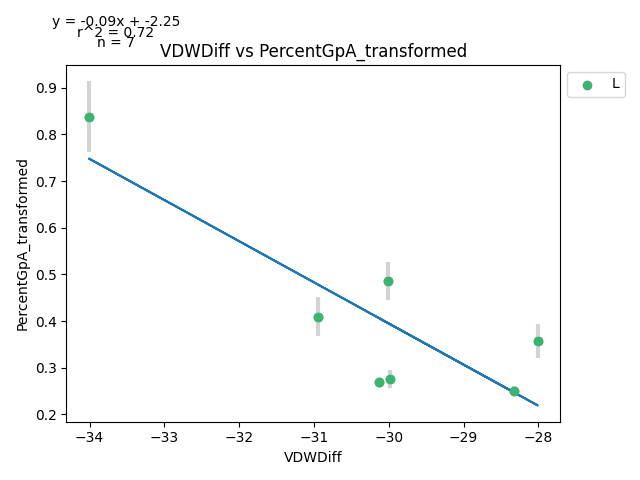 y = -0.09x + -2.25
r^2 = 0.72
n = 7
VDWDiff vs PercentGpA_transformed
L
PercentGpA_transformed
0.9
0.8
0.7
0.6
0.5
0.4
0.3
0.2
−34 −33 −32 −31 −30 −29 −28
VDWDiff